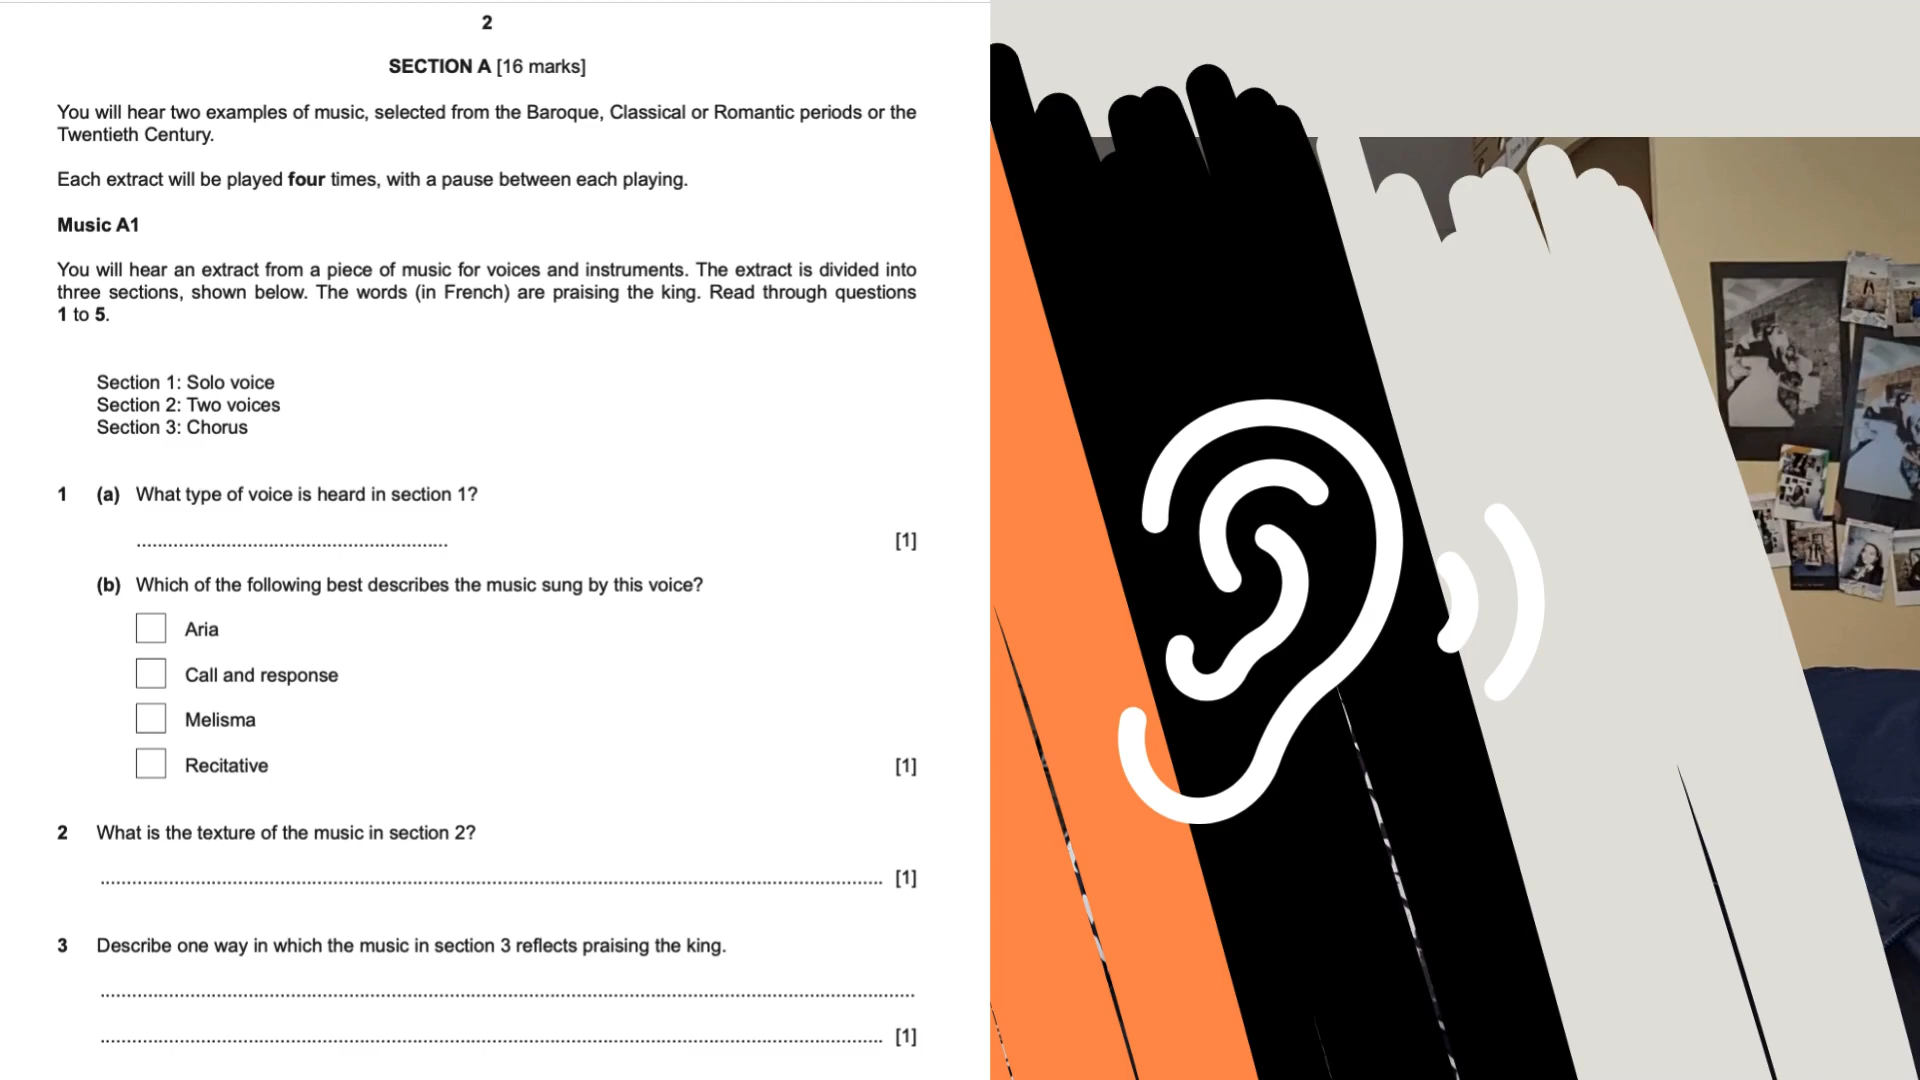 2
SECTION A [16 marks]
You will hear two examples of music, selected from the Baroque, Classical or Romantic periods or the
Twentieth Century.
Each extract will be played four times, with a pause between each playing.
Music A1
You will hear an extract from a piece of music for voices and instruments. The extract is divided into
three sections, shown below. The words (in French) are praising the king. Read through questions
1 to 5.
Section 1: Solo voice
Section 2: Two voices
Section 3: Chorus
1 (a) What type of voice is heard in section 1?
........................................................... [1]
(b) Which of the following best describes the music sung by this voice?
Aria
Call and response
Melisma
Recitative [1]
2 What is the texture of the music in section 2?
.................................................................................................................................................... [1]
3 Describe one way in which the music in section 3 reflects praising the king.
..........................................................................................................................................................
.................................................................................................................................................... [1]